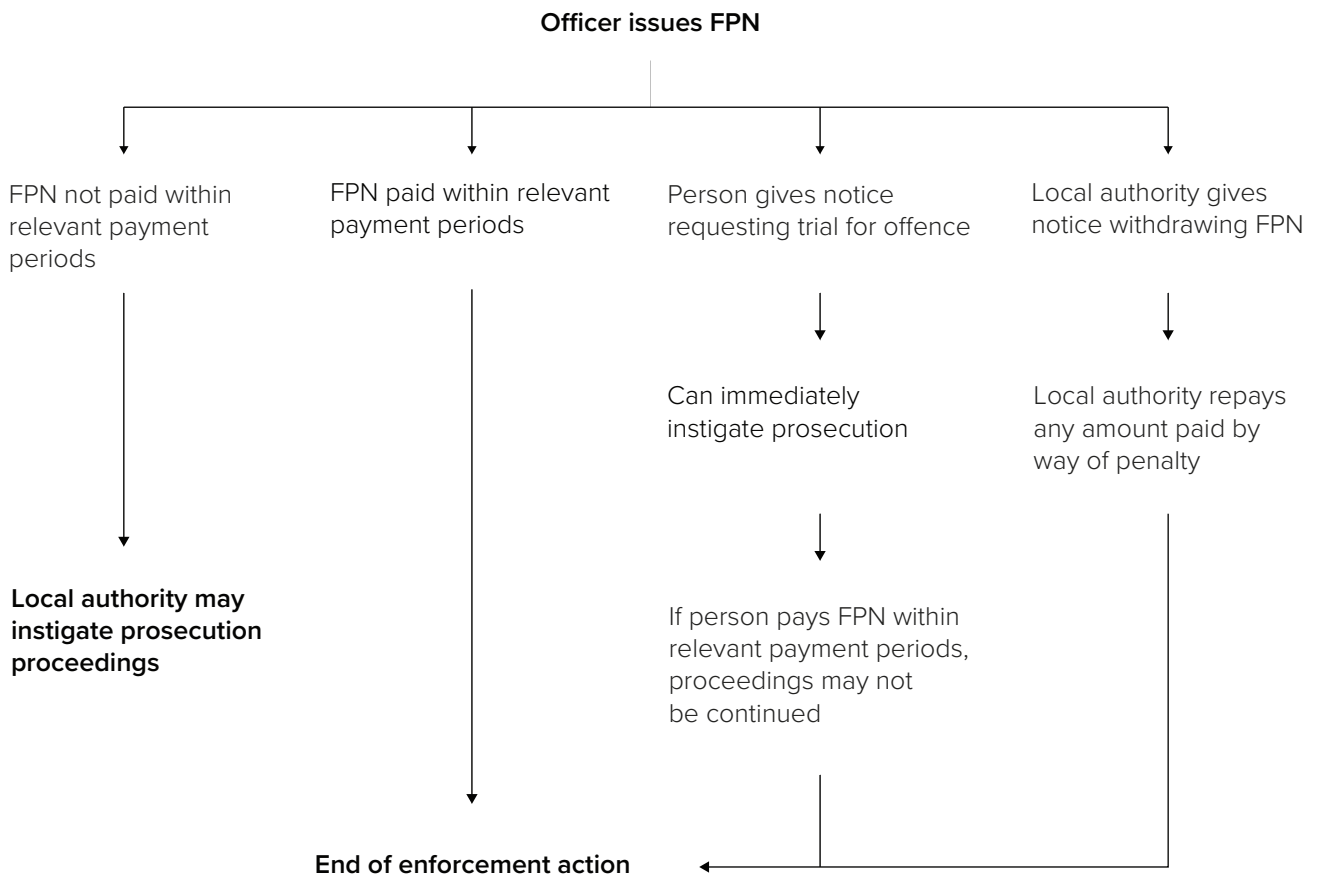 Officer issues FPN
FPN not paid within
relevant payment
periods
FPN paid within relevant
payment periods
Person gives notice
requesting trial for offence
Local authority gives
notice withdrawing FPN
Can immediately
instigate prosecution
Local authority repays
any amount paid by
way of penalty
Local authority may
instigate prosecution
proceedings
If person pays FPN within
relevant payment periods,
proceedings may not
be continued
End of enforcement action